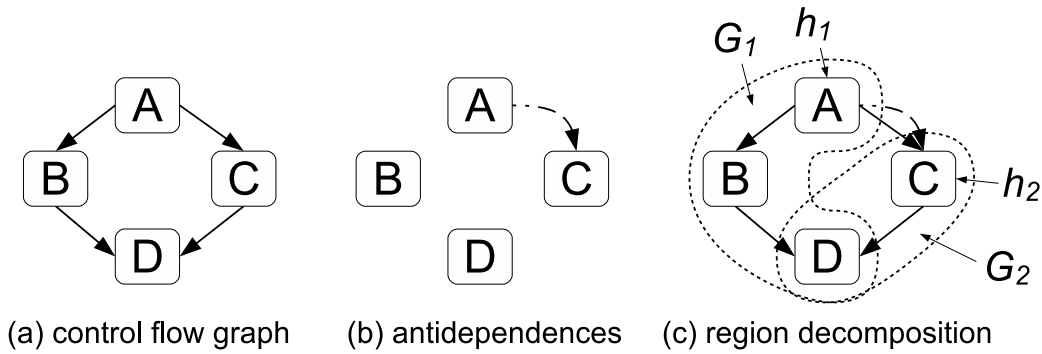 A
B
C
D
(a) control flow graph
A
B
C
D
(b) antidependences
G1
h1
A
B
C
h2
D
G2
(c) region decomposition